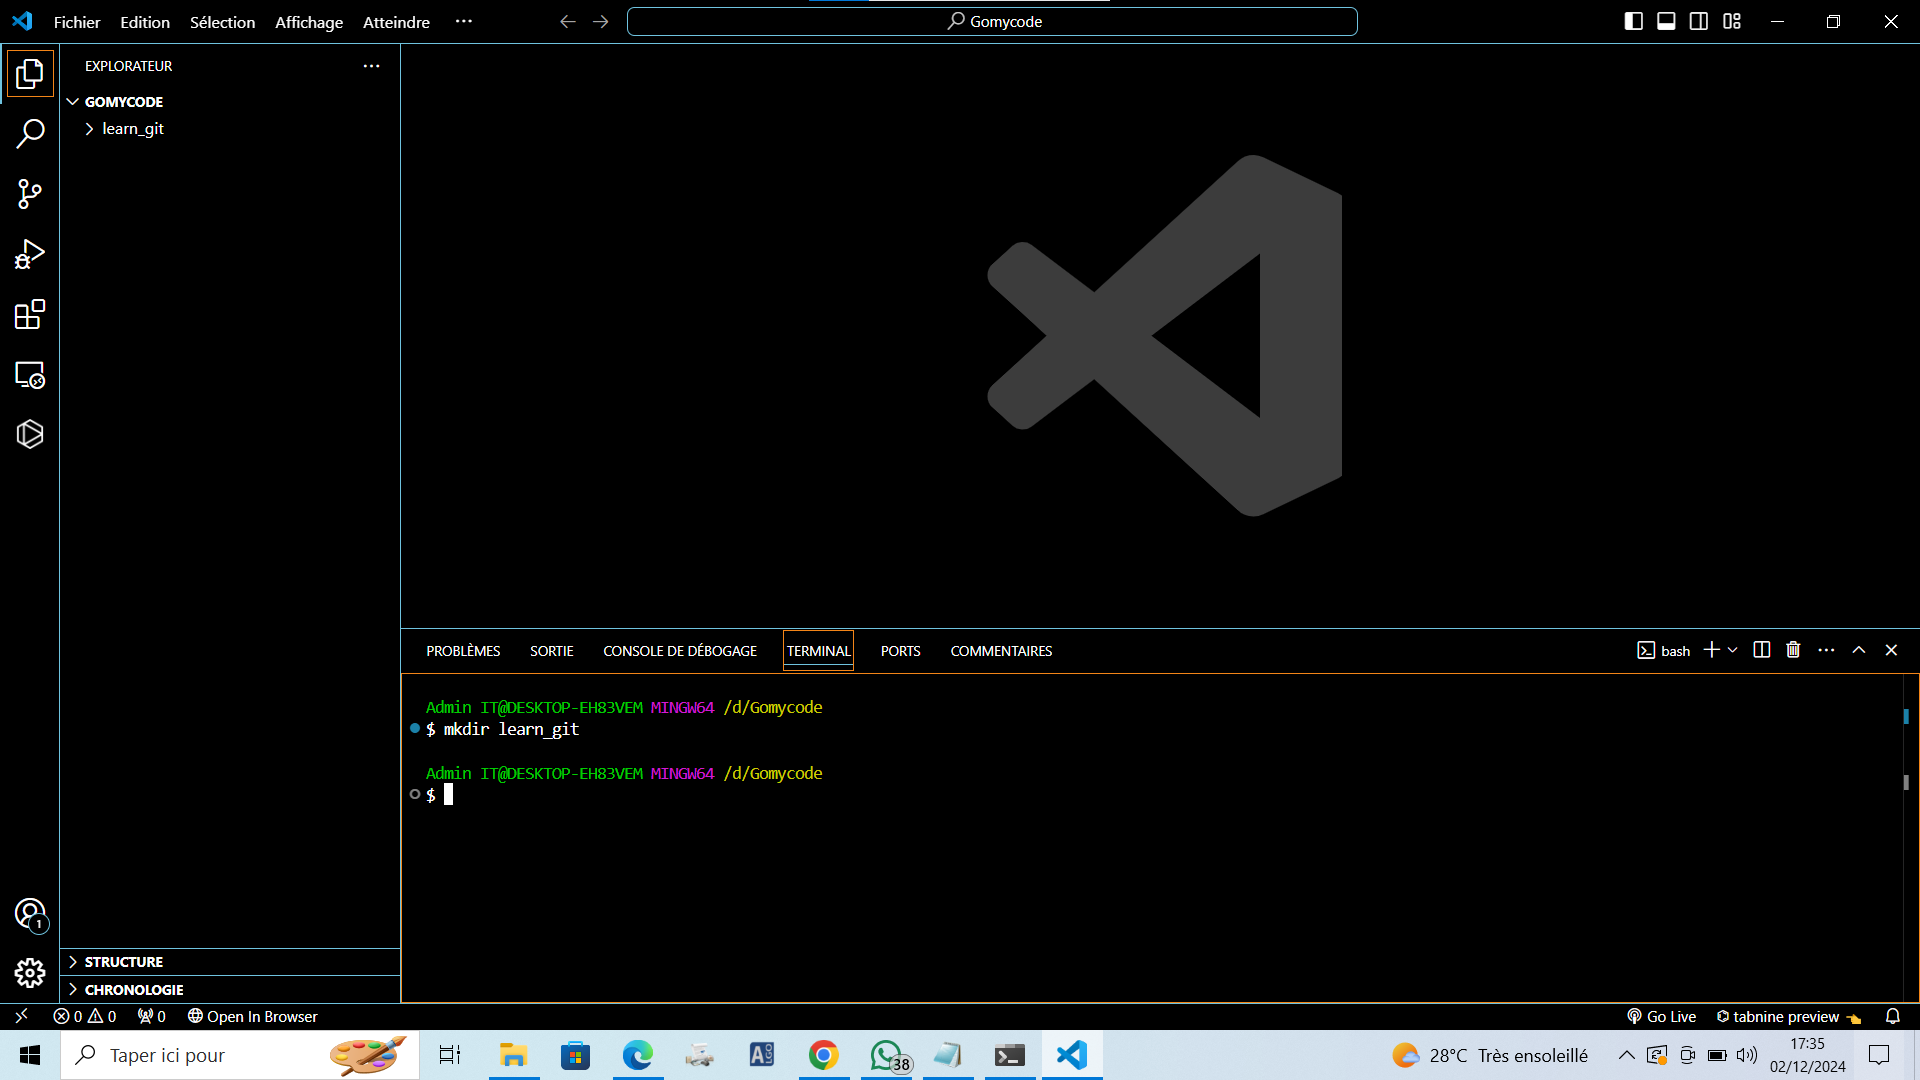 Fichier Edition Sélection Affichage Atteindre ··· Gomycode
EXPLORATEUR ···
GOMYCODE
learn_git
PROBLÈMES SORTIE CONSOLE DE DÉBOGAGE TERMINAL PORTS COMMENTAIRES bash ···
Admin IT@DESKTOP-EH83VEM MINGW64 /d/Gomycode
$ mkdir learn_git
Admin IT@DESKTOP-EH83VEM MINGW64 /d/Gomycode
$
1
STRUCTURE
CHRONOLOGIE
0 0 0 Open In Browser Go Live tabnine preview
Taper ici pour ALGO 38 28°C Très ensoleillé 17:35
02/12/2024